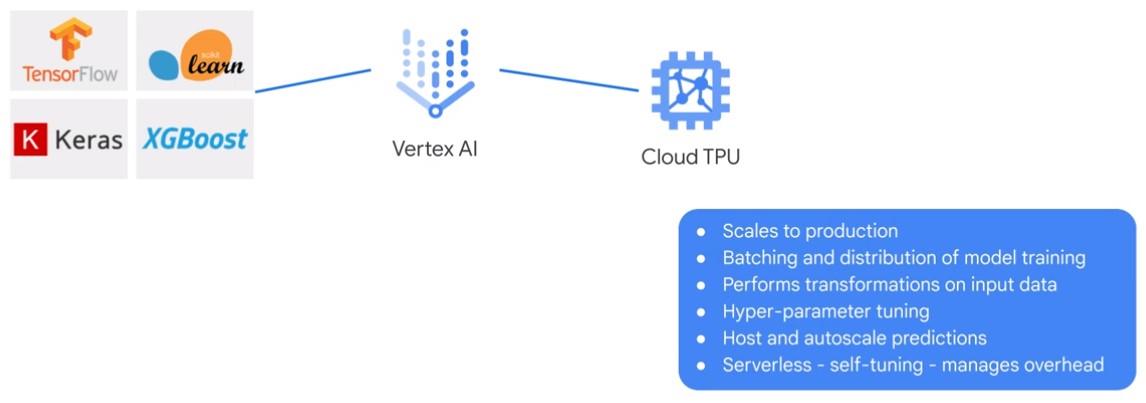 TensorFlow
scikit
learn
K Keras
XGBoost
Vertex AI
Cloud TPU
● Scales to production
● Batching and distribution of model training
● Performs transformations on input data
● Hyper-parameter tuning
● Host and autoscale predictions
● Serverless - self-tuning - manages overhead